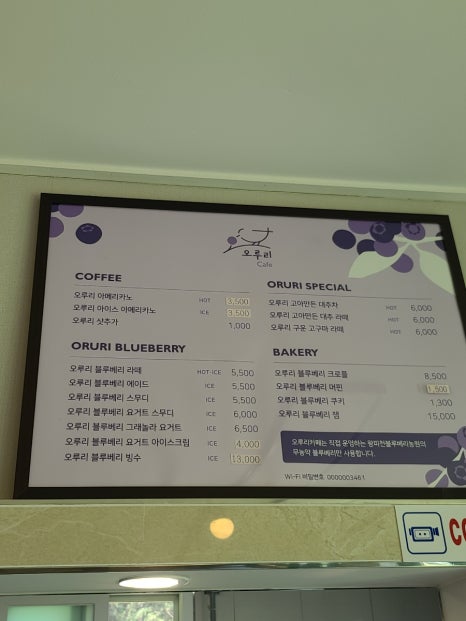 오루리
Cafe
COFFEE
오루리 아메리카노 HOT 3,500
오루리 아이스 아메리카노 ICE 3,500
오루리 샷추가 1,000
ORURI BLUEBERRY
오루리 블루베리 라떼 HOT·ICE 5,500
오루리 블루베리 에이드 ICE 5,500
오루리 블루베리 스무디 ICE 5,500
오루리 블루베리 요거트 스무디 ICE 6,000
오루리 블루베리 그래놀라 요거트 ICE 6,500
오루리 블루베리 요거트 아이스크림 ICE 4,000
오루리 블루베리 빙수 ICE 13,000
ORURI SPECIAL
오루리 고아만든 대추차 HOT 6,000
오루리 고아만든 대추 라떼 HOT 6,000
오루리 구운 고구마 라떼 HOT 6,000
BAKERY
오루리 블루베리 크로플 8,500
오루리 블루베리 머핀 1,500
오루리 블루베리 쿠키 1,300
오루리 블루베리 잼 15,000
오루리카페는 직접 운영하는 왕피천블루베리농원의
무농약 블루베리만 사용합니다.
Wi-Fi 비밀번호 0000003461